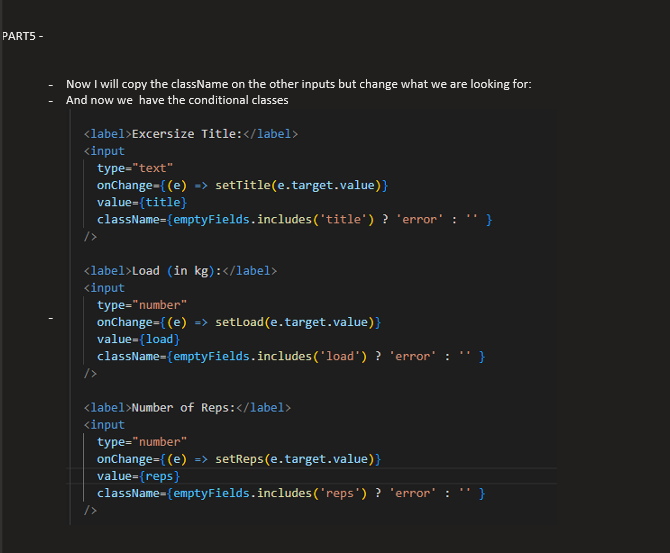 PART5 -
- Now I will copy the className on the other inputs but change what we are looking for:
- And now we have the conditional classes
<label>Excersize Title:</label>
<input
type="text"
onChange={(e) => setTitle(e.target.value)}
value={title}
className={emptyFields.includes('title') ? 'error' : '' }
/>
<label>Load (in kg):</label>
<input
-
type="number"
onChange={(e) => setLoad(e.target.value)}
value={load}
className={emptyFields.includes('load') ? 'error' : '' }
/>
<label>Number of Reps:</label>
<input
type="number"
onChange={(e) => setReps(e.target.value)}
value={reps}
className={emptyFields.includes('reps') ? 'error' : '' }
/>